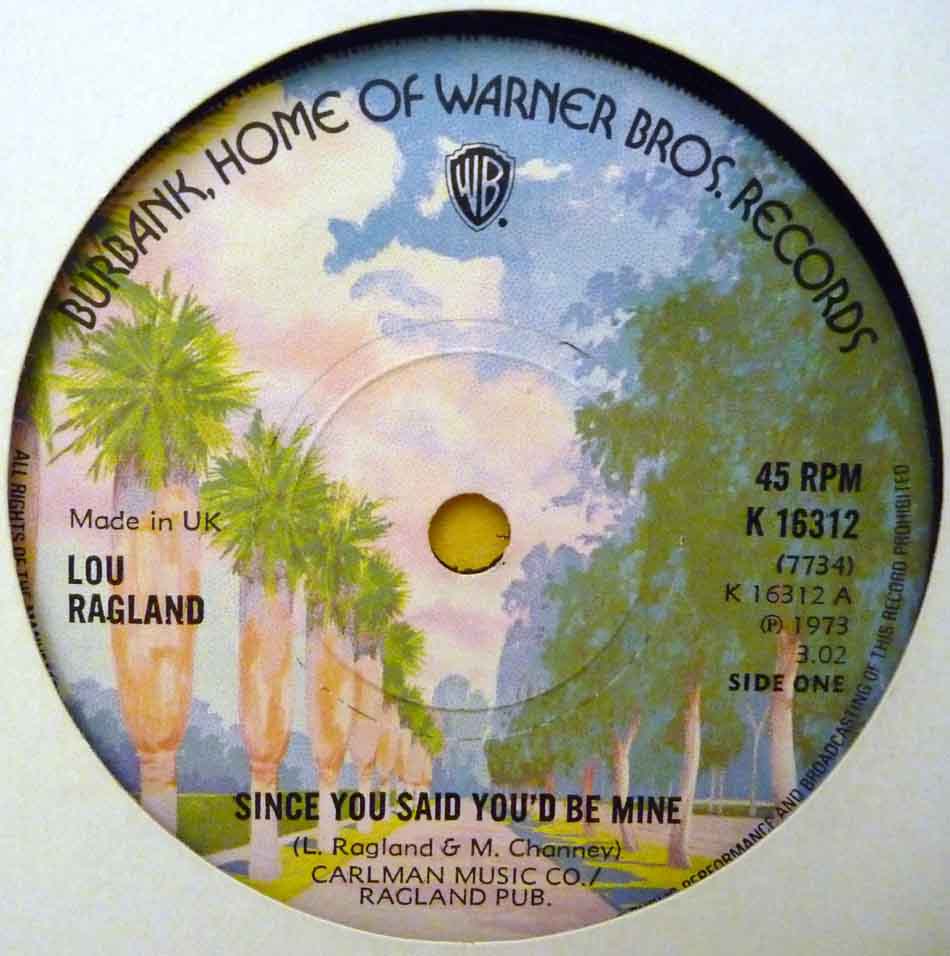 BURBANK, HOME OF WARNER BROS. RECORDS
WB
Made in UK
LOU
RAGLAND
45 RPM
K 16312
(7734)
K 16312 A
Ⓟ 1973
3.02
SIDE ONE
SINCE YOU SAID YOU'D BE MINE
(L. Ragland & M. Channey)
CARLMAN MUSIC CO./
RAGLAND PUB.
ALL RIGHTS OF THE
PERFORMANCE AND BROADCASTING OF THIS RECORD PROHIBITED